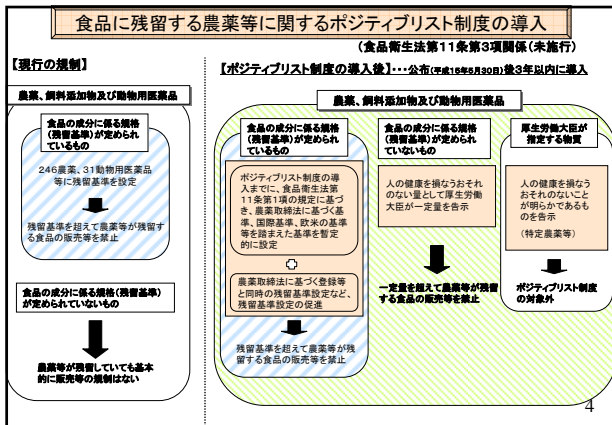 食品に残留する農薬等に関するポジティブリスト制度の導入
(食品衛生法第11条第3項関係(未施行)
【現行の規制】
農薬、飼料添加物及び動物用医薬品
食品の成分に係る規格
(残留基準)が定められ
ているもの
246農薬、31動物用医薬品
等に残留基準を設定
残留基準を超えて農薬等が残留す
る食品の販売等を禁止
食品の成分に係る規格(残留基準)
が定められていないもの
農薬等が残留していても基本
的に販売等の規制はない
【ポジティブリスト制度の導入後】・・・公布(平成15年5月30日)後3年以内に導入
農薬、飼料添加物及び動物用医薬品
食品の成分に係る規格
(残留基準)が定められ
ているもの
ポジティブリスト制度の導
入までに、食品衛生法第
11条第1項の規定に基づ
き、農薬取締法に基づく基
準、国際基準、欧米の基準
等を踏まえた基準を暫定
的に設定
農薬取締法に基づく登録等
と同時の残留基準設定など、
残留基準設定の促進
残留基準を超えて農薬等が残
留する食品の販売等を禁止
食品の成分に係る規格
(残留基準)が定められ
ていないもの
人の健康を損なうおそれ
のない量として厚生労働
大臣が一定量を告示
一定量を超えて農薬等が残留
する食品の販売等を禁止
厚生労働大臣が
指定する物質
人の健康を損なう
おそれのないこと
が明らかであるも
のを告示
(特定農薬等)
ポジティブリスト制度
の対象外
4